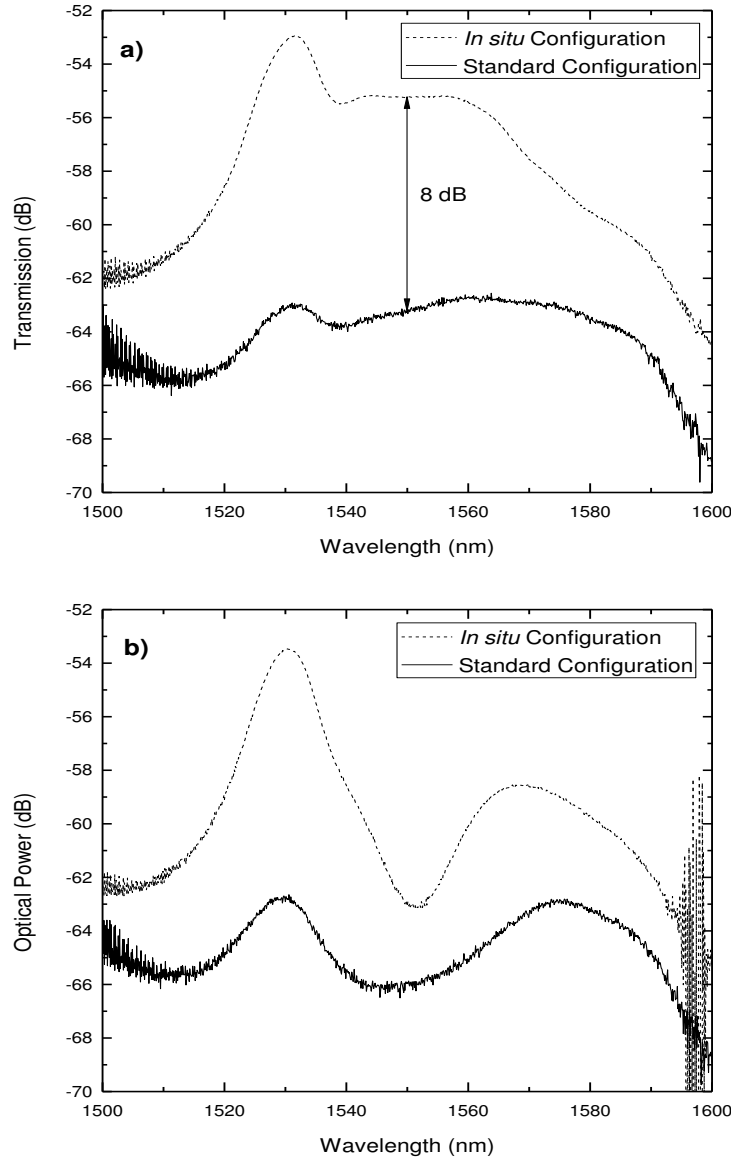 a)
In situ Configuration
Standard Configuration
8 dB
Transmission (dB)
-52
-54
-56
-58
-60
-62
-64
-66
-68
-70
1500
1520
1540
1560
1580
1600
Wavelength (nm)
b)
In situ Configuration
Standard Configuration
Optical Power (dB)
-52
-54
-56
-58
-60
-62
-64
-66
-68
-70
1500
1520
1540
1560
1580
1600
Wavelength (nm)